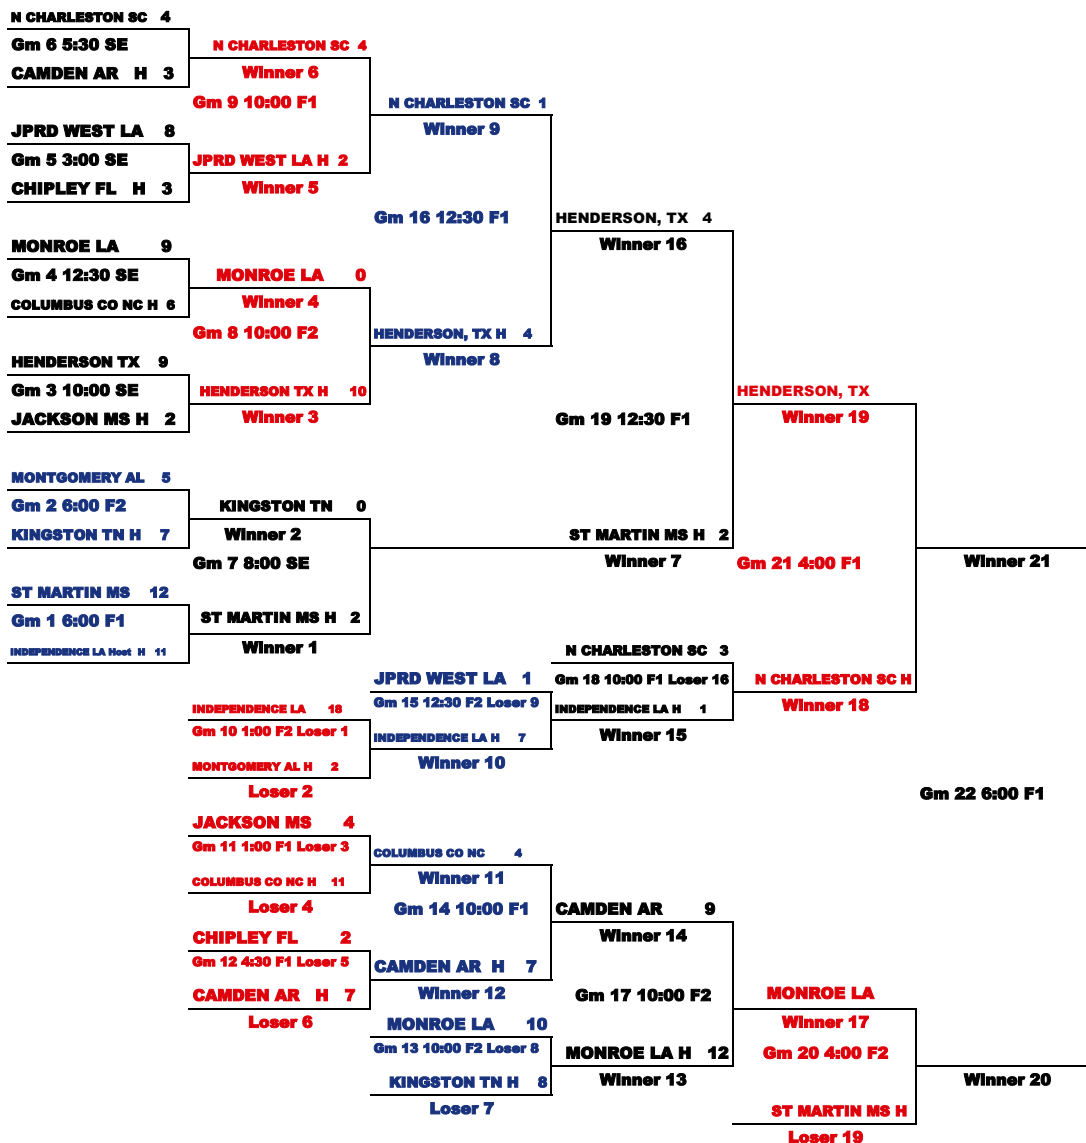 N CHARLESTON SC 4
Gm 6 5:30 SE
CAMDEN AR H 3
N CHARLESTON SC 4
Winner 6
Gm 9 10:00 F1
JPRD WEST LA 8
Gm 5 3:00 SE
CHIPLEY FL H 3
JPRD WEST LA H 2
Winner 5
N CHARLESTON SC 1
Winner 9
Gm 16 12:30 F1
MONROE LA 9
Gm 4 12:30 SE
COLUMBUS CO NC H 6
MONROE LA 0
Winner 4
Gm 8 10:00 F2
HENDERSON TX 9
Gm 3 10:00 SE
JACKSON MS H 2
HENDERSON TX H 10
Winner 3
HENDERSON, TX H 4
Winner 8
HENDERSON, TX 4
Winner 16
Gm 19 12:30 F1
MONTGOMERY AL 5
Gm 2 6:00 F2
KINGSTON TN H 7
KINGSTON TN 0
Winner 2
Gm 7 8:00 SE
ST MARTIN MS 12
Gm 1 6:00 F1
INDEPENDENCE LA Host H 11
ST MARTIN MS H 2
Winner 1
ST MARTIN MS H 2
Winner 7
HENDERSON, TX
Winner 19
Gm 21 4:00 F1
Winner 21
N CHARLESTON SC 3
Gm 18 10:00 F1 Loser 16
INDEPENDENCE LA H 1
Winner 15
N CHARLESTON SC H
Winner 18
JPRD WEST LA 1
Gm 15 12:30 F2 Loser 9
INDEPENDENCE LA H 7
Winner 10
INDEPENDENCE LA 18
Gm 10 1:00 F2 Loser 1
MONTGOMERY AL H 2
Loser 2
Gm 22 6:00 F1
JACKSON MS 4
Gm 11 1:00 F1 Loser 3
COLUMBUS CO NC H 11
Loser 4
COLUMBUS CO NC 4
Winner 11
Gm 14 10:00 F1
CHIPLEY FL 2
Gm 12 4:30 F1 Loser 5
CAMDEN AR H 7
Loser 6
CAMDEN AR H 7
Winner 12
CAMDEN AR 9
Winner 14
Gm 17 10:00 F2
MONROE LA 10
Gm 13 10:00 F2 Loser 8
KINGSTON TN H 8
Loser 7
MONROE LA H 12
Winner 13
MONROE LA
Winner 17
Gm 20 4:00 F2
ST MARTIN MS H
Loser 19
Winner 20